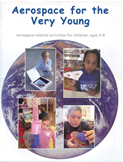 Aerospace for the
Very Young
Aerospace related activities for children, ages 4-8